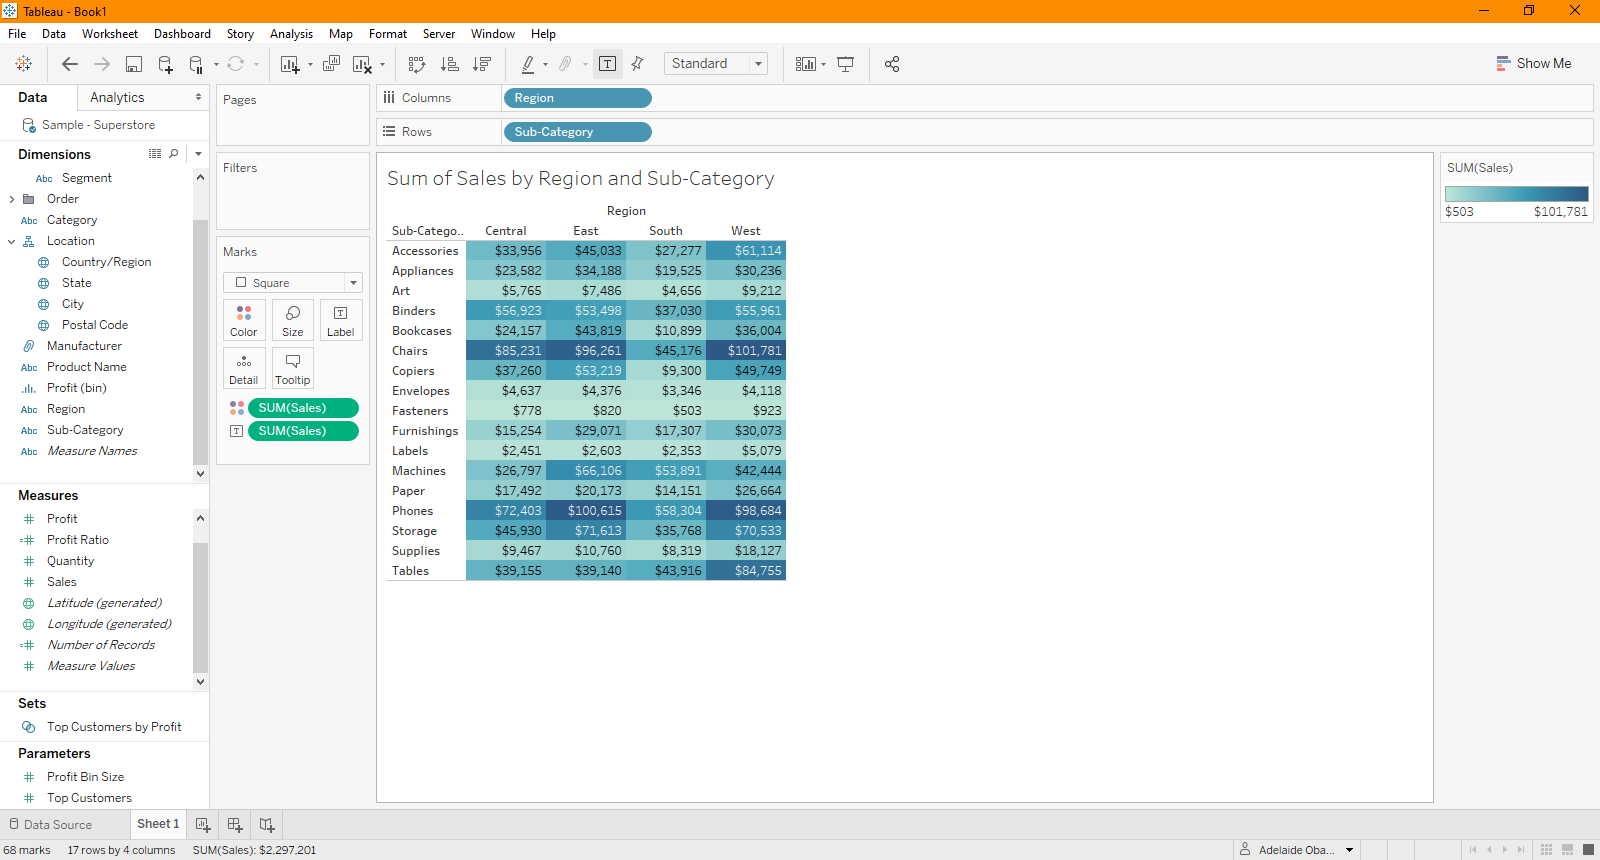 Tableau - Book1
File Data Worksheet Dashboard Story Analysis Map Format Server Window Help
Standard
Show Me
Data Analytics
Sample - Superstore
Dimensions
Abc Segment
Order
Abc Category
Location
Country/Region
State
City
Postal Code
Manufacturer
Abc Product Name
Profit (bin)
Abc Region
Abc Sub-Category
Abc Measure Names
Measures
# Profit
=# Profit Ratio
# Quantity
# Sales
Latitude (generated)
Longitude (generated)
=# Number of Records
# Measure Values
Sets
Top Customers by Profit
Parameters
# Profit Bin Size
# Top Customers
Pages
Filters
Marks
Square
Color Size T Label
Detail Tooltip
SUM(Sales)
T SUM(Sales)
Columns Region
Rows Sub-Category
Sum of Sales by Region and Sub-Category
Region
Sub-Catego.. Central East South West
Accessories $33,956 $45,033 $27,277 $61,114
Appliances $23,582 $34,188 $19,525 $30,236
Art $5,765 $7,486 $4,656 $9,212
Binders $56,923 $53,498 $37,030 $55,961
Bookcases $24,157 $43,819 $10,899 $36,004
Chairs $85,231 $96,261 $45,176 $101,781
Copiers $37,260 $53,219 $9,300 $49,749
Envelopes $4,637 $4,376 $3,346 $4,118
Fasteners $778 $820 $503 $923
Furnishings $15,254 $29,071 $17,307 $30,073
Labels $2,451 $2,603 $2,353 $5,079
Machines $26,797 $66,106 $53,891 $42,444
Paper $17,492 $20,173 $14,151 $26,664
Phones $72,403 $100,615 $58,304 $98,684
Storage $45,930 $71,613 $35,768 $70,533
Supplies $9,467 $10,760 $8,319 $18,127
Tables $39,155 $39,140 $43,916 $84,755
SUM(Sales)
$503 $101,781
Data Source Sheet 1
68 marks 17 rows by 4 columns SUM(Sales): $2,297,201
Adelaide Oba...